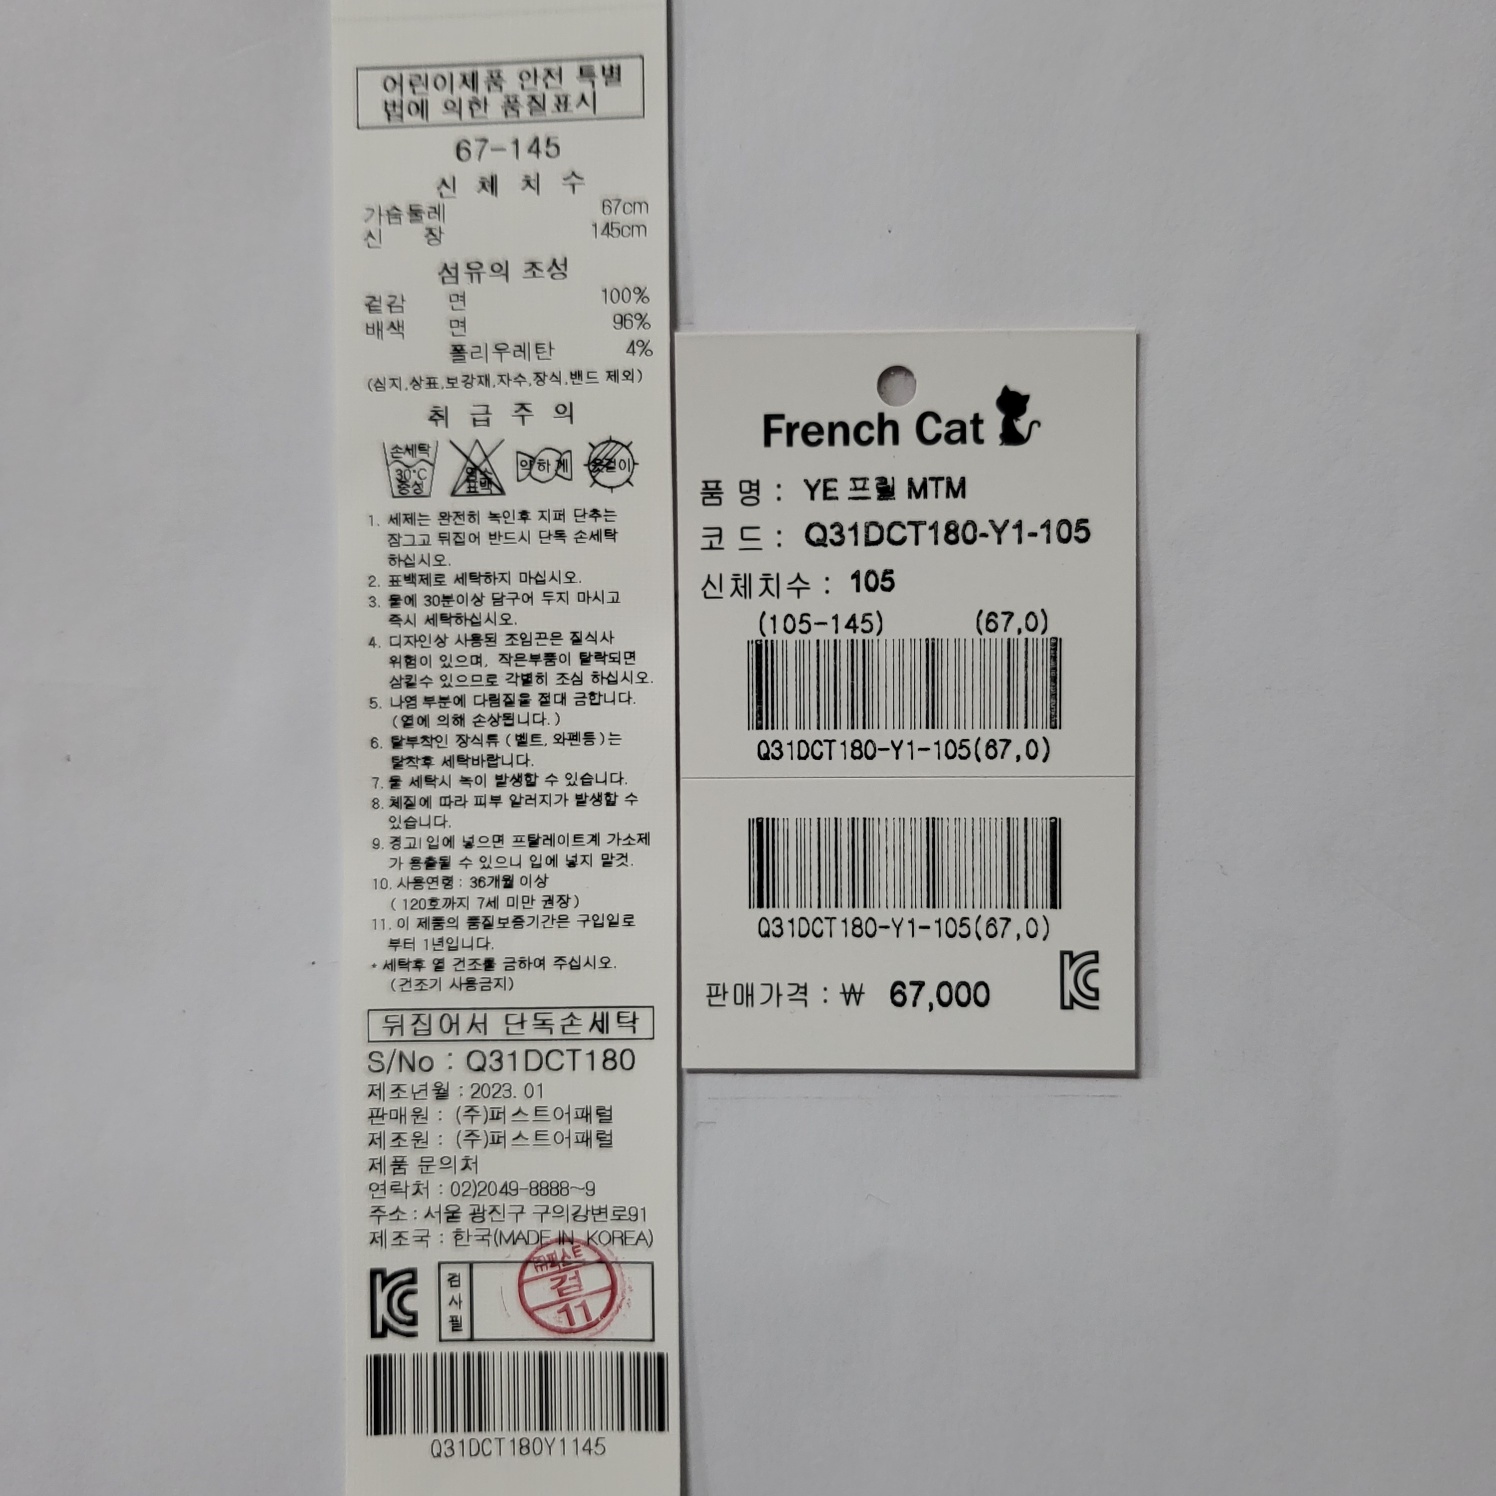 어린이제품 안전 특별
법에 의한 품질표시
67-145
신 체 치 수
가슴둘레 67cm
신 장 145cm
섬유의 조성
겉감 면 100%
배색 면 96%
폴리우레탄 4%
(심지,상표,보강재,자수,장식,밴드 제외)
취 급 주 의
손세탁
30°C
중성
염소
표백
약하게
옷걸이
1. 세제는 완전히 녹인후 지퍼 단추는
잠그고 뒤집어 반드시 단독 손세탁
하십시오.
2. 표백제로 세탁하지 마십시오.
3. 물에 30분이상 담구어 두지 마시고
즉시 세탁하십시오.
4. 디자인상 사용된 조임끈은 질식사
위험이 있으며, 작은부품이 탈락되면
삼킬수 있으므로 각별히 조심 하십시오.
5. 나염 부분에 다림질을 절대 금합니다.
(열에 의해 손상됩니다.)
6. 탈부착인 장식류 (벨트, 와펜등)는
탈착후 세탁바랍니다.
7. 물 세탁시 녹이 발생할 수 있습니다.
8. 체질에 따라 피부 알러지가 발생할 수
있습니다.
9. 경고! 입에 넣으면 프탈레이트계 가소제
가 용출될 수 있으니 입에 넣지 말것.
10. 사용연령 : 36개월 이상
( 120호까지 7세 미만 권장 )
11. 이 제품의 품질보증기간은 구입일로
부터 1년입니다.
* 세탁후 열 건조를 금하여 주십시오.
(건조기 사용금지)
뒤집어서 단독손세탁
S/No : Q31DCT180
제조년월 : 2023. 01
판매원 : (주)퍼스트어패럴
제조원 : (주)퍼스트어패럴
제품 문의처
연락처 : 02)2049-8888~9
주소 : 서울 광진구 구의강변로91
제조국 : 한국(MADE IN KOREA)
KC
검사필
검
11
Q31DCT180Y1145
French Cat
품 명 : YE 프릴 MTM
코 드 : Q31DCT180-Y1-105
신체치수 : 105
(105-145) (67,0)
Q31DCT180-Y1-105(67,0)
Q31DCT180-Y1-105(67,0)
판매가격 : ₩ 67,000
KC